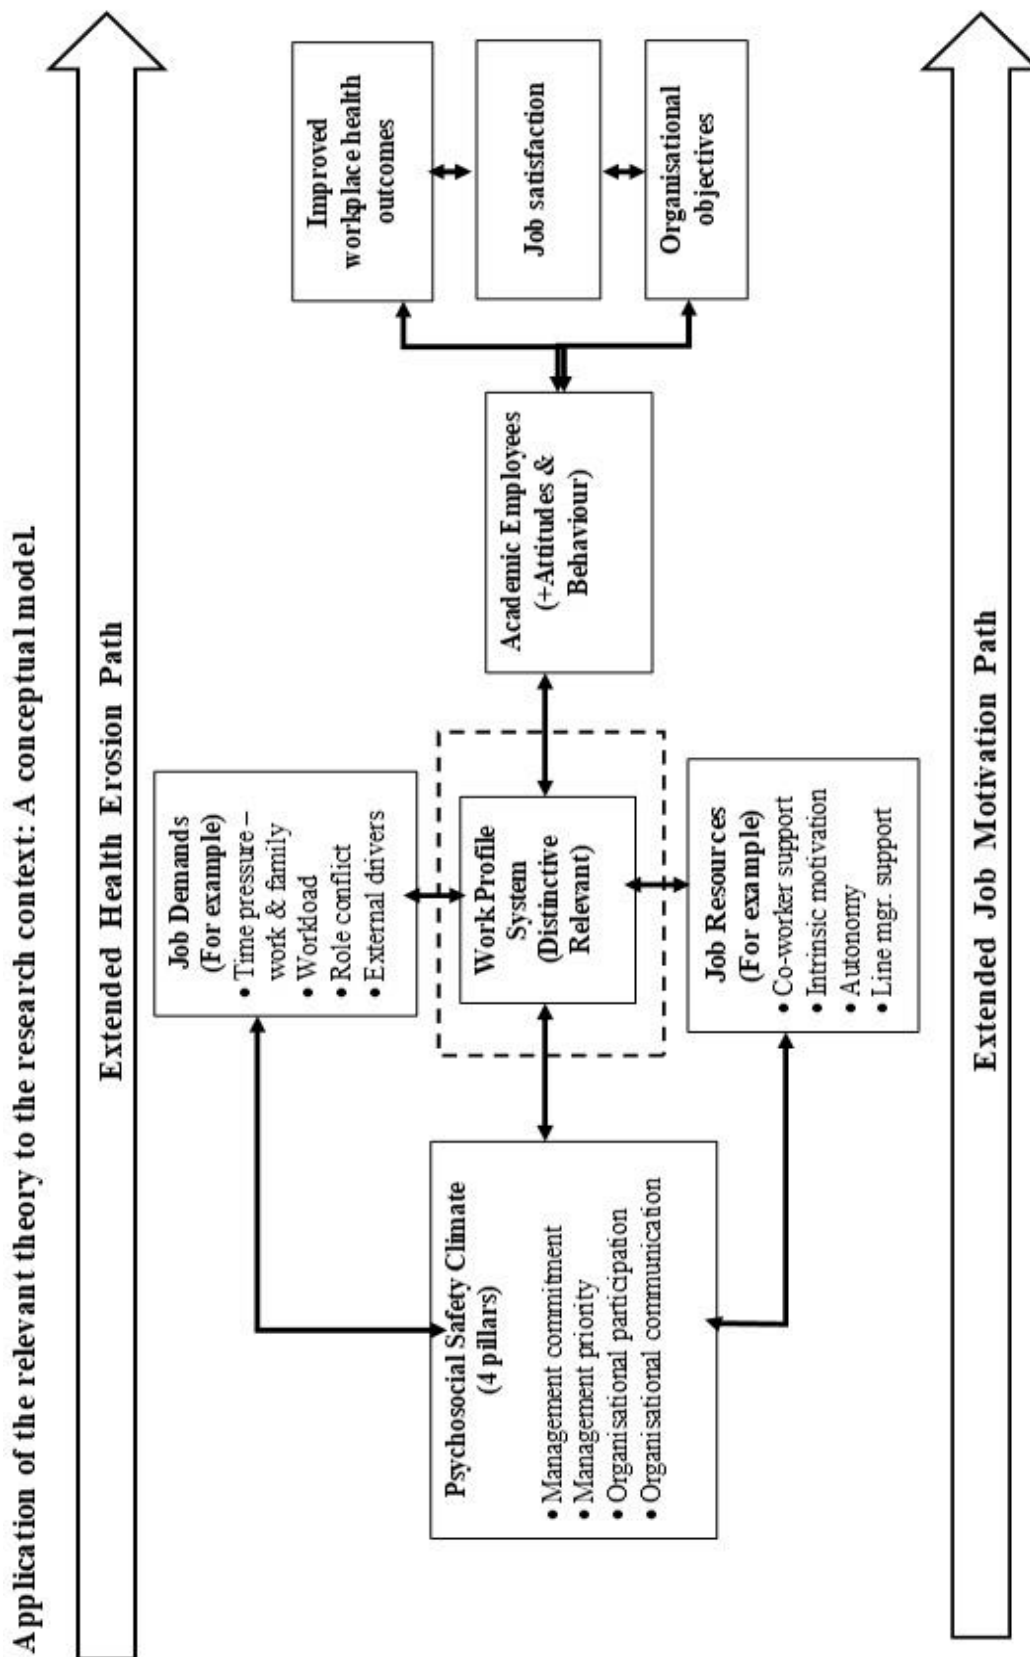 Application of the relevant theory to the research context: A conceptual model.
Extended Health Erosion Path
Psychosocial Safety Climate
(4 pillars)
• Management commitment
• Management priority
• Organisational participation
• Organisational communication
Job Demands
(For example)
• Time pressure –
work & family
• Workload
• Role conflict
• External drivers
Work Profile
System
(Distinctive
Relevant)
Job Resources
(For example)
• Co-worker support
• Intrinsic motivation
• Autonomy
• Line mgr. support
Academic Employees
(+Attitudes &
Behaviour)
Improved
workplace health
outcomes
Job satisfaction
Organisational
objectives
Extended Job Motivation Path